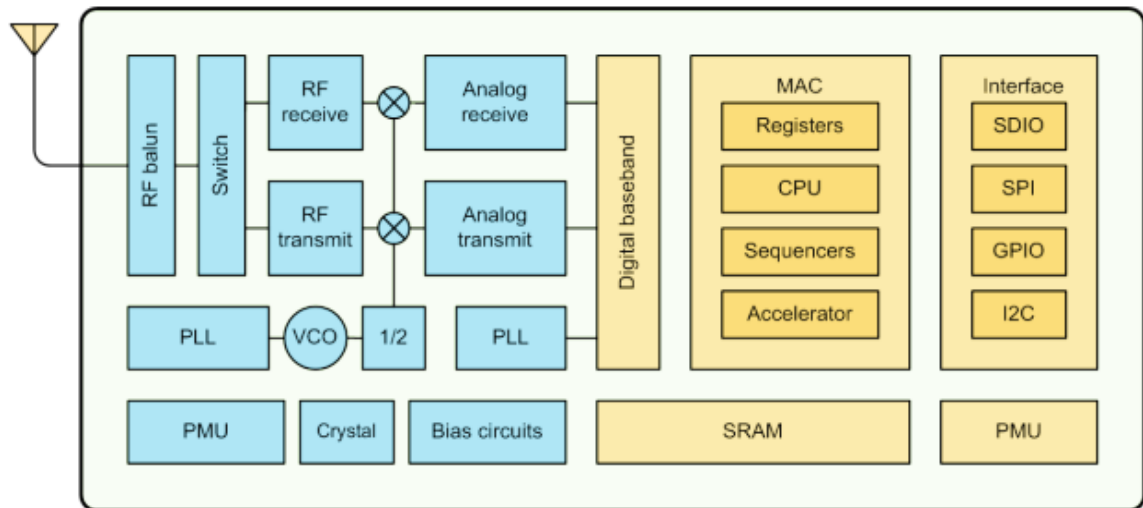 RF balun
Switch
RF
receive
Analog
receive
RF
transmit
Analog
transmit
PLL
VCO
1/2
PLL
Digital baseband
MAC
Registers
CPU
Sequencers
Accelerator
Interface
SDIO
SPI
GPIO
I2C
PMU
Crystal
Bias circuits
SRAM
PMU